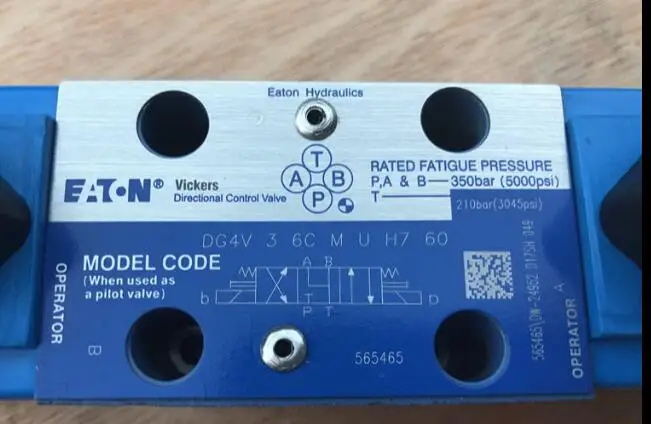 Eaton Hydraulics
T
A B
P
EATON®
Vickers
Directional Control Valve
RATED FATIGUE PRESSURE
P,A & B 350bar (5000psi)
T 210bar(3045psi)
DG4V 3 6C M U H7 60
MODEL CODE
(When used as
a pilot valve)
A B
b
P T
OPERATOR
B
565465
OPERATOR A